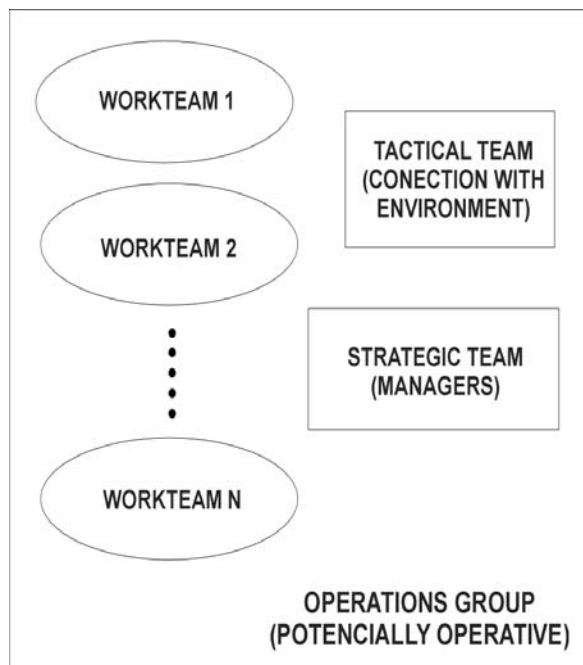 WORKTEAM 1
TACTICAL TEAM
(CONECTION WITH
ENVIRONMENT)
WORKTEAM 2
STRATEGIC TEAM
(MANAGERS)
WORKTEAM N
OPERATIONS GROUP
(POTENCIALLY OPERATIVE)